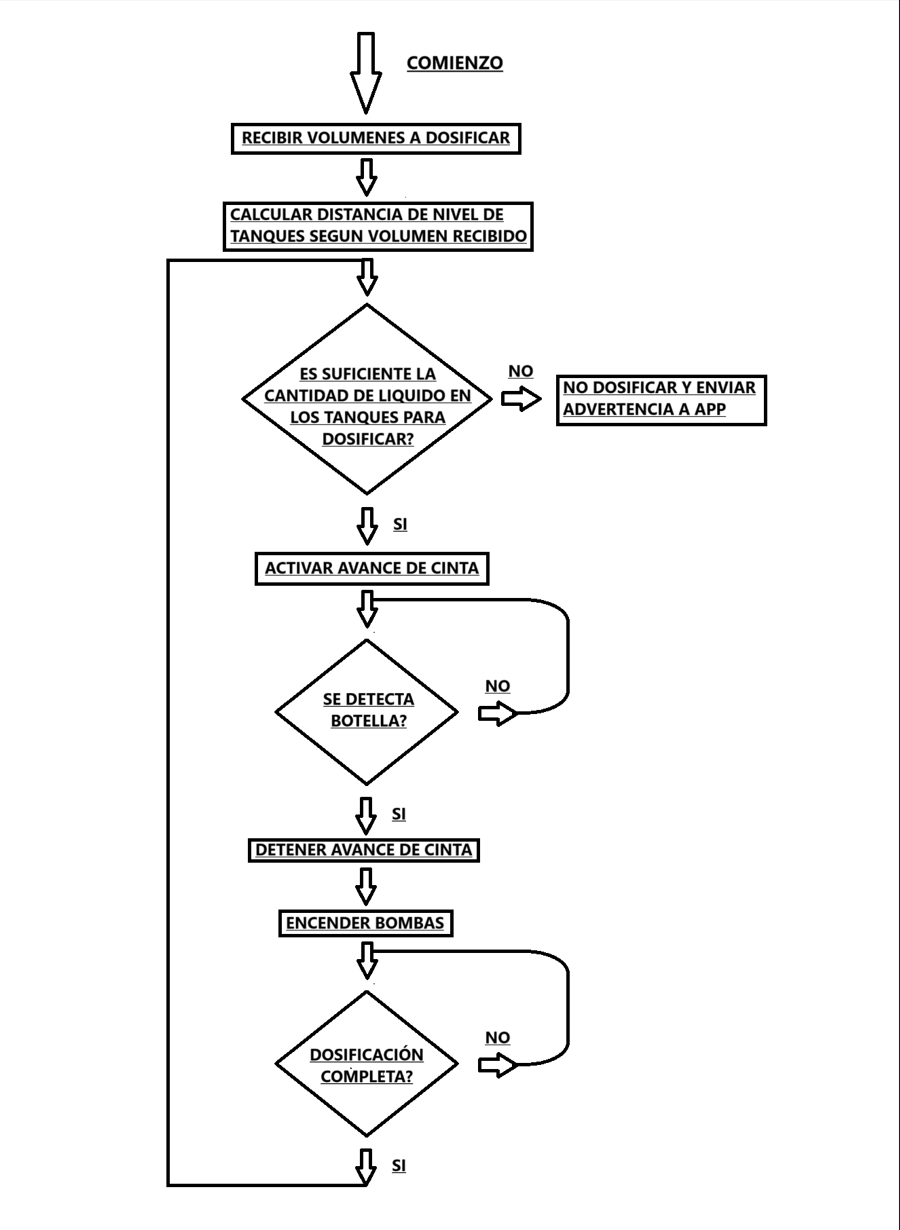 COMIENZO
RECIBIR VOLUMENES A DOSIFICAR
CALCULAR DISTANCIA DE NIVEL DE
TANQUES SEGUN VOLUMEN RECIBIDO
ES SUFICIENTE LA
CANTIDAD DE LIQUIDO EN
LOS TANQUES PARA
DOSIFICAR?
NO
NO DOSIFICAR Y ENVIAR
ADVERTENCIA A APP
SI
ACTIVAR AVANCE DE CINTA
SE DETECTA
BOTELLA?
NO
SI
DETENER AVANCE DE CINTA
ENCENDER BOMBAS
DOSIFICACIÓN
COMPLETA?
NO
SI